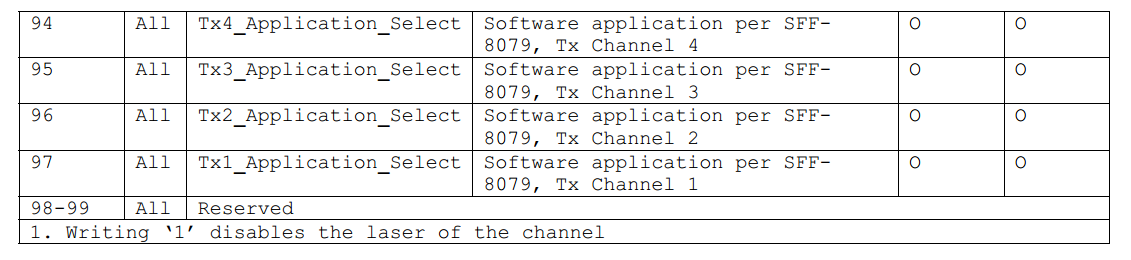 94 All Tx4_Application_Select Software application per SFF- O O
8079, Tx Channel 4
95 All Tx3_Application_Select Software application per SFF- O O
8079, Tx Channel 3
96 All Tx2_Application_Select Software application per SFF- O O
8079, Tx Channel 2
97 All Tx1_Application_Select Software application per SFF- O O
8079, Tx Channel 1
98-99 All Reserved
1. Writing ‘1’ disables the laser of the channel